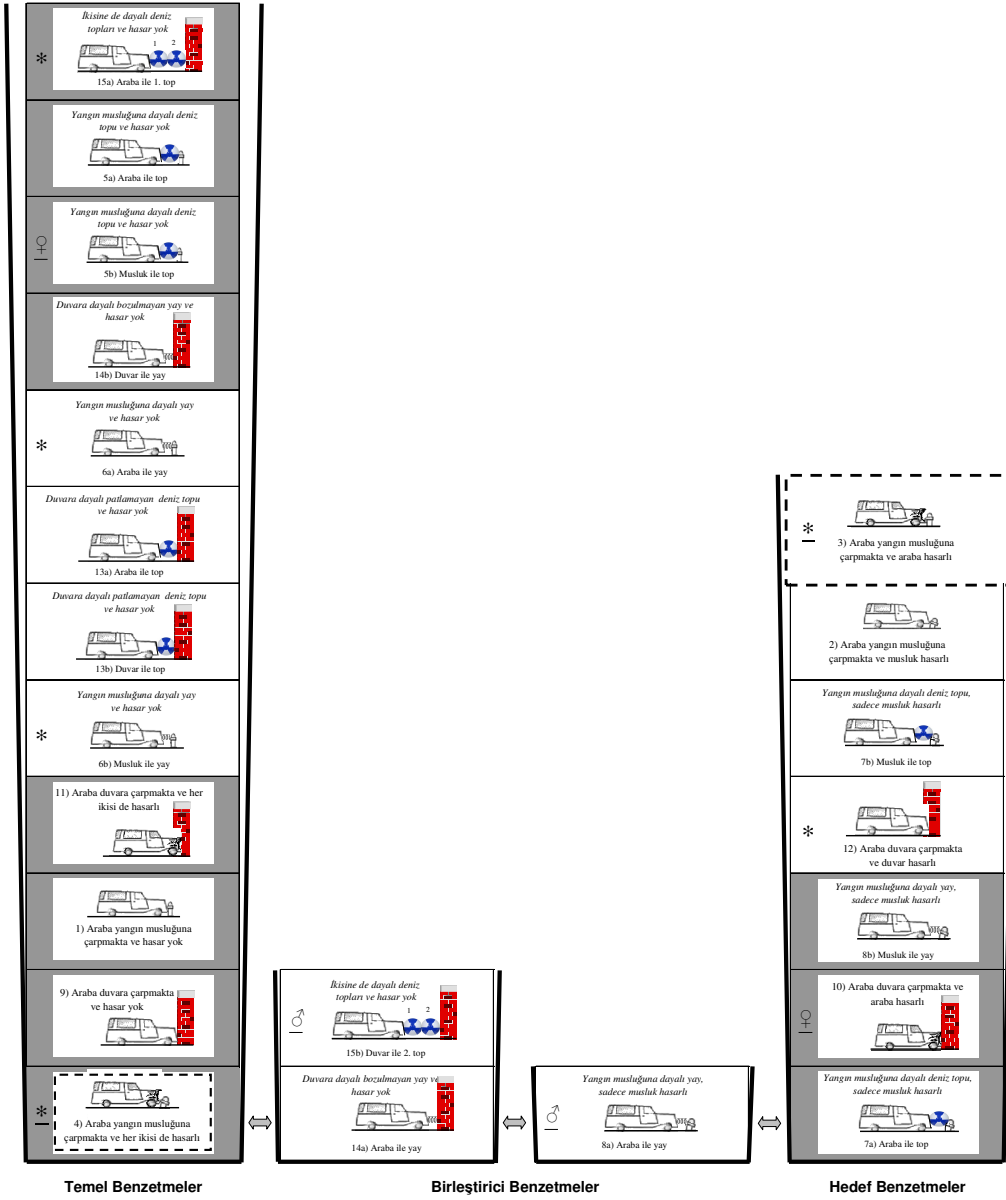 İkisine de dayalı deniz
topları ve hasar yok
1 2
*
15a) Araba ile 1. top
Yangın musluğuna dayalı deniz
topu ve hasar yok
5a) Araba ile top
Yangın musluğuna dayalı deniz
topu ve hasar yok
♀
5b) Musluk ile top
Duvara dayalı bozulmayan yay ve
hasar yok
14b) Duvar ile yay
Yangın musluğuna dayalı yay
ve hasar yok
*
6a) Araba ile yay
Duvara dayalı patlamayan deniz topu
ve hasar yok
13a) Araba ile top
Duvara dayalı patlamayan deniz topu
ve hasar yok
13b) Duvar ile top
Yangın musluğuna dayalı yay
ve hasar yok
*
6b) Musluk ile yay
11) Araba duvara çarpmakta ve her
ikisi de hasarlı
1) Araba yangın musluğuna
çarpmakta ve hasar yok
9) Araba duvara çarpmakta
ve hasar yok
*
4) Araba yangın musluğuna
çarpmakta ve her ikisi de hasarlı
Temel Benzetmeler
İkisine de dayalı deniz
topları ve hasar yok
1 2
♂
15b) Duvar ile 2. top
Duvara dayalı bozulmayan yay ve
hasar yok
14a) Araba ile yay
Yangın musluğuna dayalı yay,
sadece musluk hasarlı
♂
8a) Araba ile yay
Birleştirici Benzetmeler
*
3) Araba yangın musluğuna
çarpmakta ve araba hasarlı
2) Araba yangın musluğuna
çarpmakta ve musluk hasarlı
Yangın musluğuna dayalı deniz topu,
sadece musluk hasarlı
7b) Musluk ile top
*
12) Araba duvara çarpmakta
ve duvar hasarlı
Yangın musluğuna dayalı yay,
sadece musluk hasarlı
8b) Musluk ile yay
10) Araba duvara çarpmakta ve
araba hasarlı
♀
Yangın musluğuna dayalı deniz topu,
sadece musluk hasarlı
7a) Araba ile top
Hedef Benzetmeler